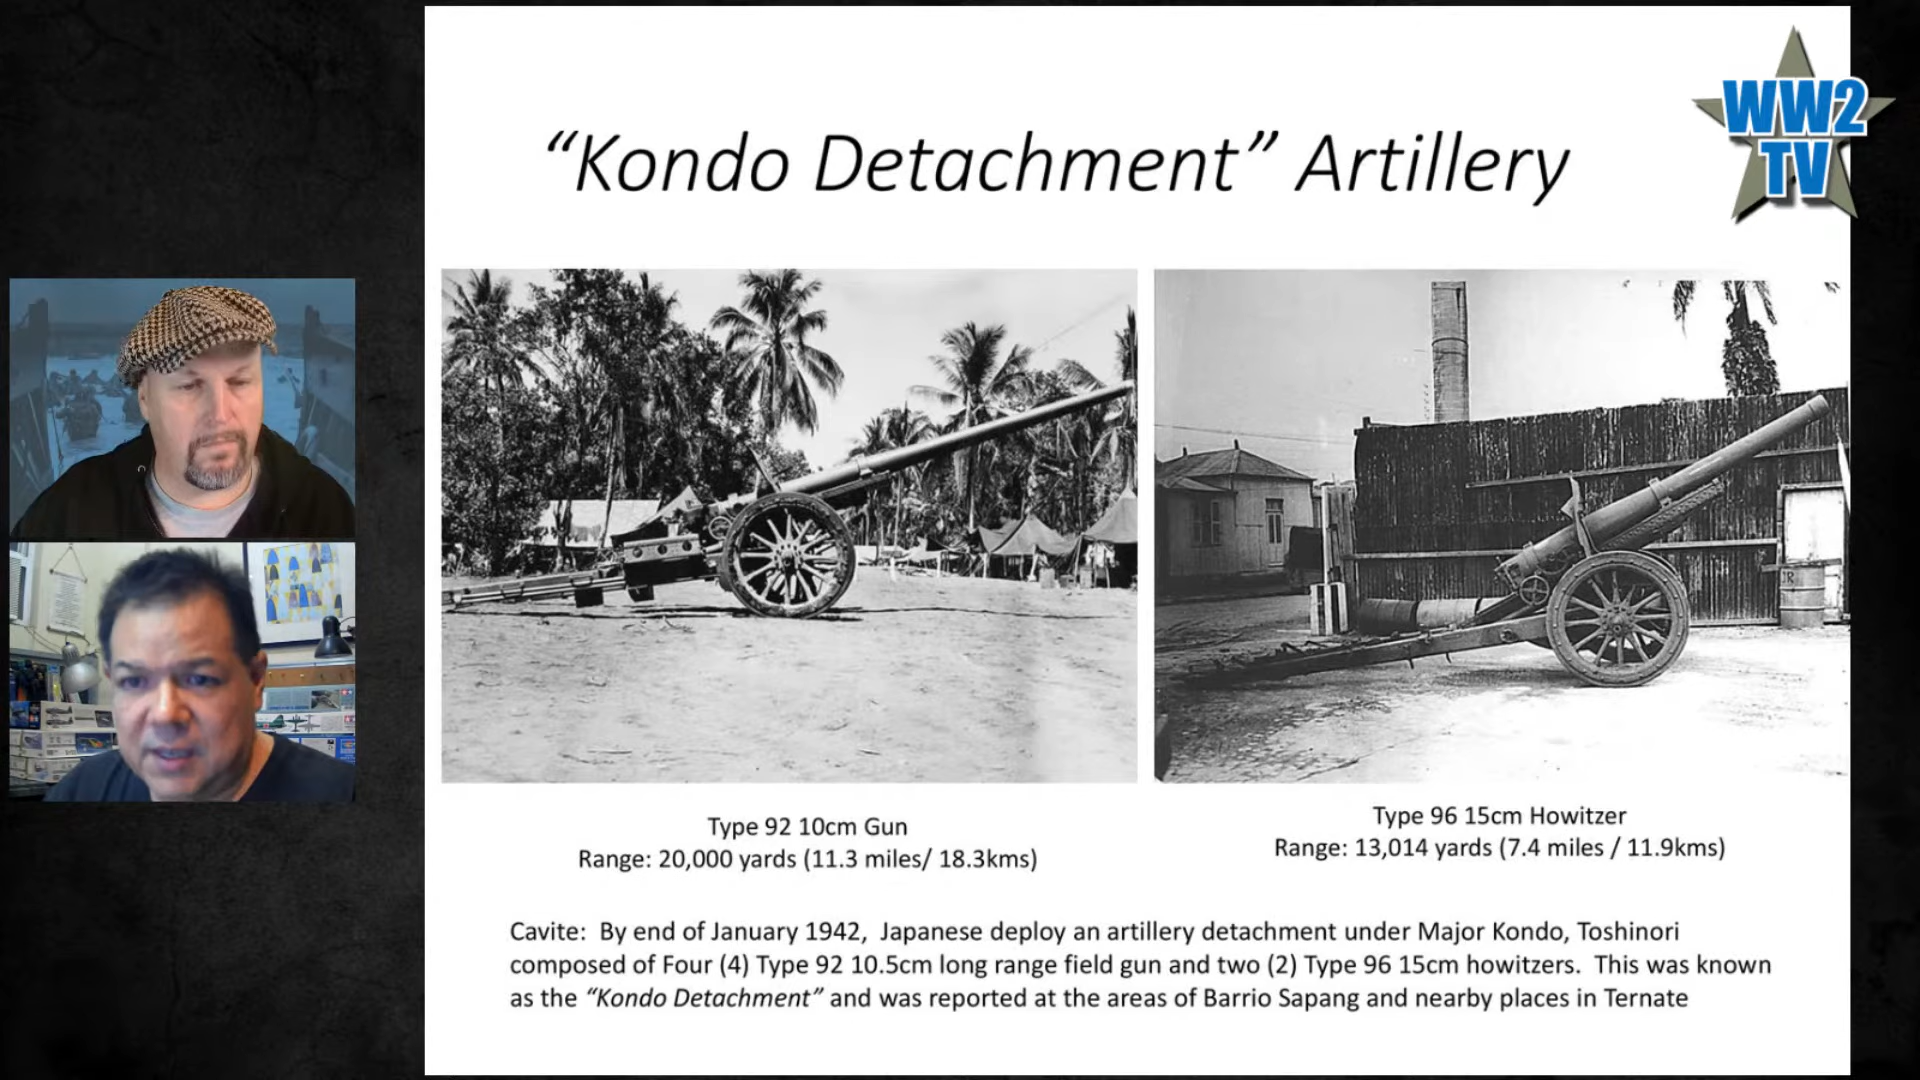 “Kondo Detachment” Artillery
WW2
TV
Type 92 10cm Gun
Range: 20,000 yards (11.3 miles/ 18.3kms)
Type 96 15cm Howitzer
Range: 13,014 yards (7.4 miles / 11.9kms)
Cavite:  By end of January 1942,  Japanese deploy an artillery detachment under Major Kondo, Toshinori
composed of Four (4) Type 92 10.5cm long range field gun and two (2) Type 96 15cm howitzers.  This was known
as the “Kondo Detachment” and was reported at the areas of Barrio Sapang and nearby places in Ternate